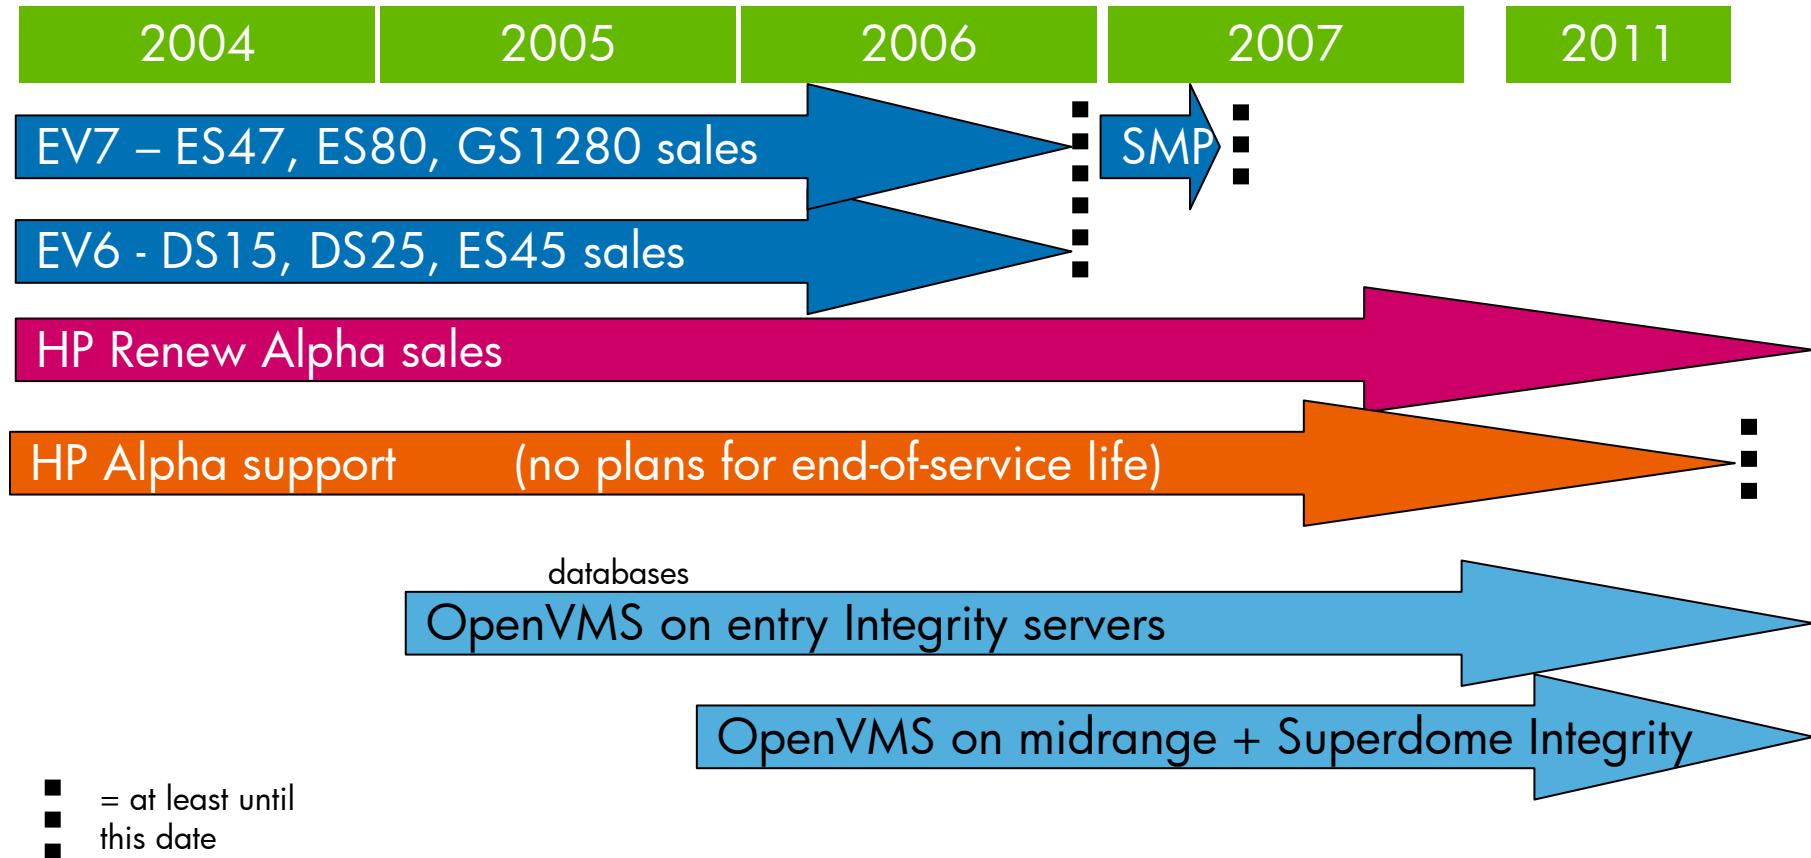 2004 2005 2006 2007 2011
EV7 – ES47, ES80, GS1280 sales
SMP
EV6 - DS15, DS25, ES45 sales
HP Renew Alpha sales
HP Alpha support (no plans for end-of-service life)
databases
OpenVMS on entry Integrity servers
OpenVMS on midrange + Superdome Integrity
= at least until
this date